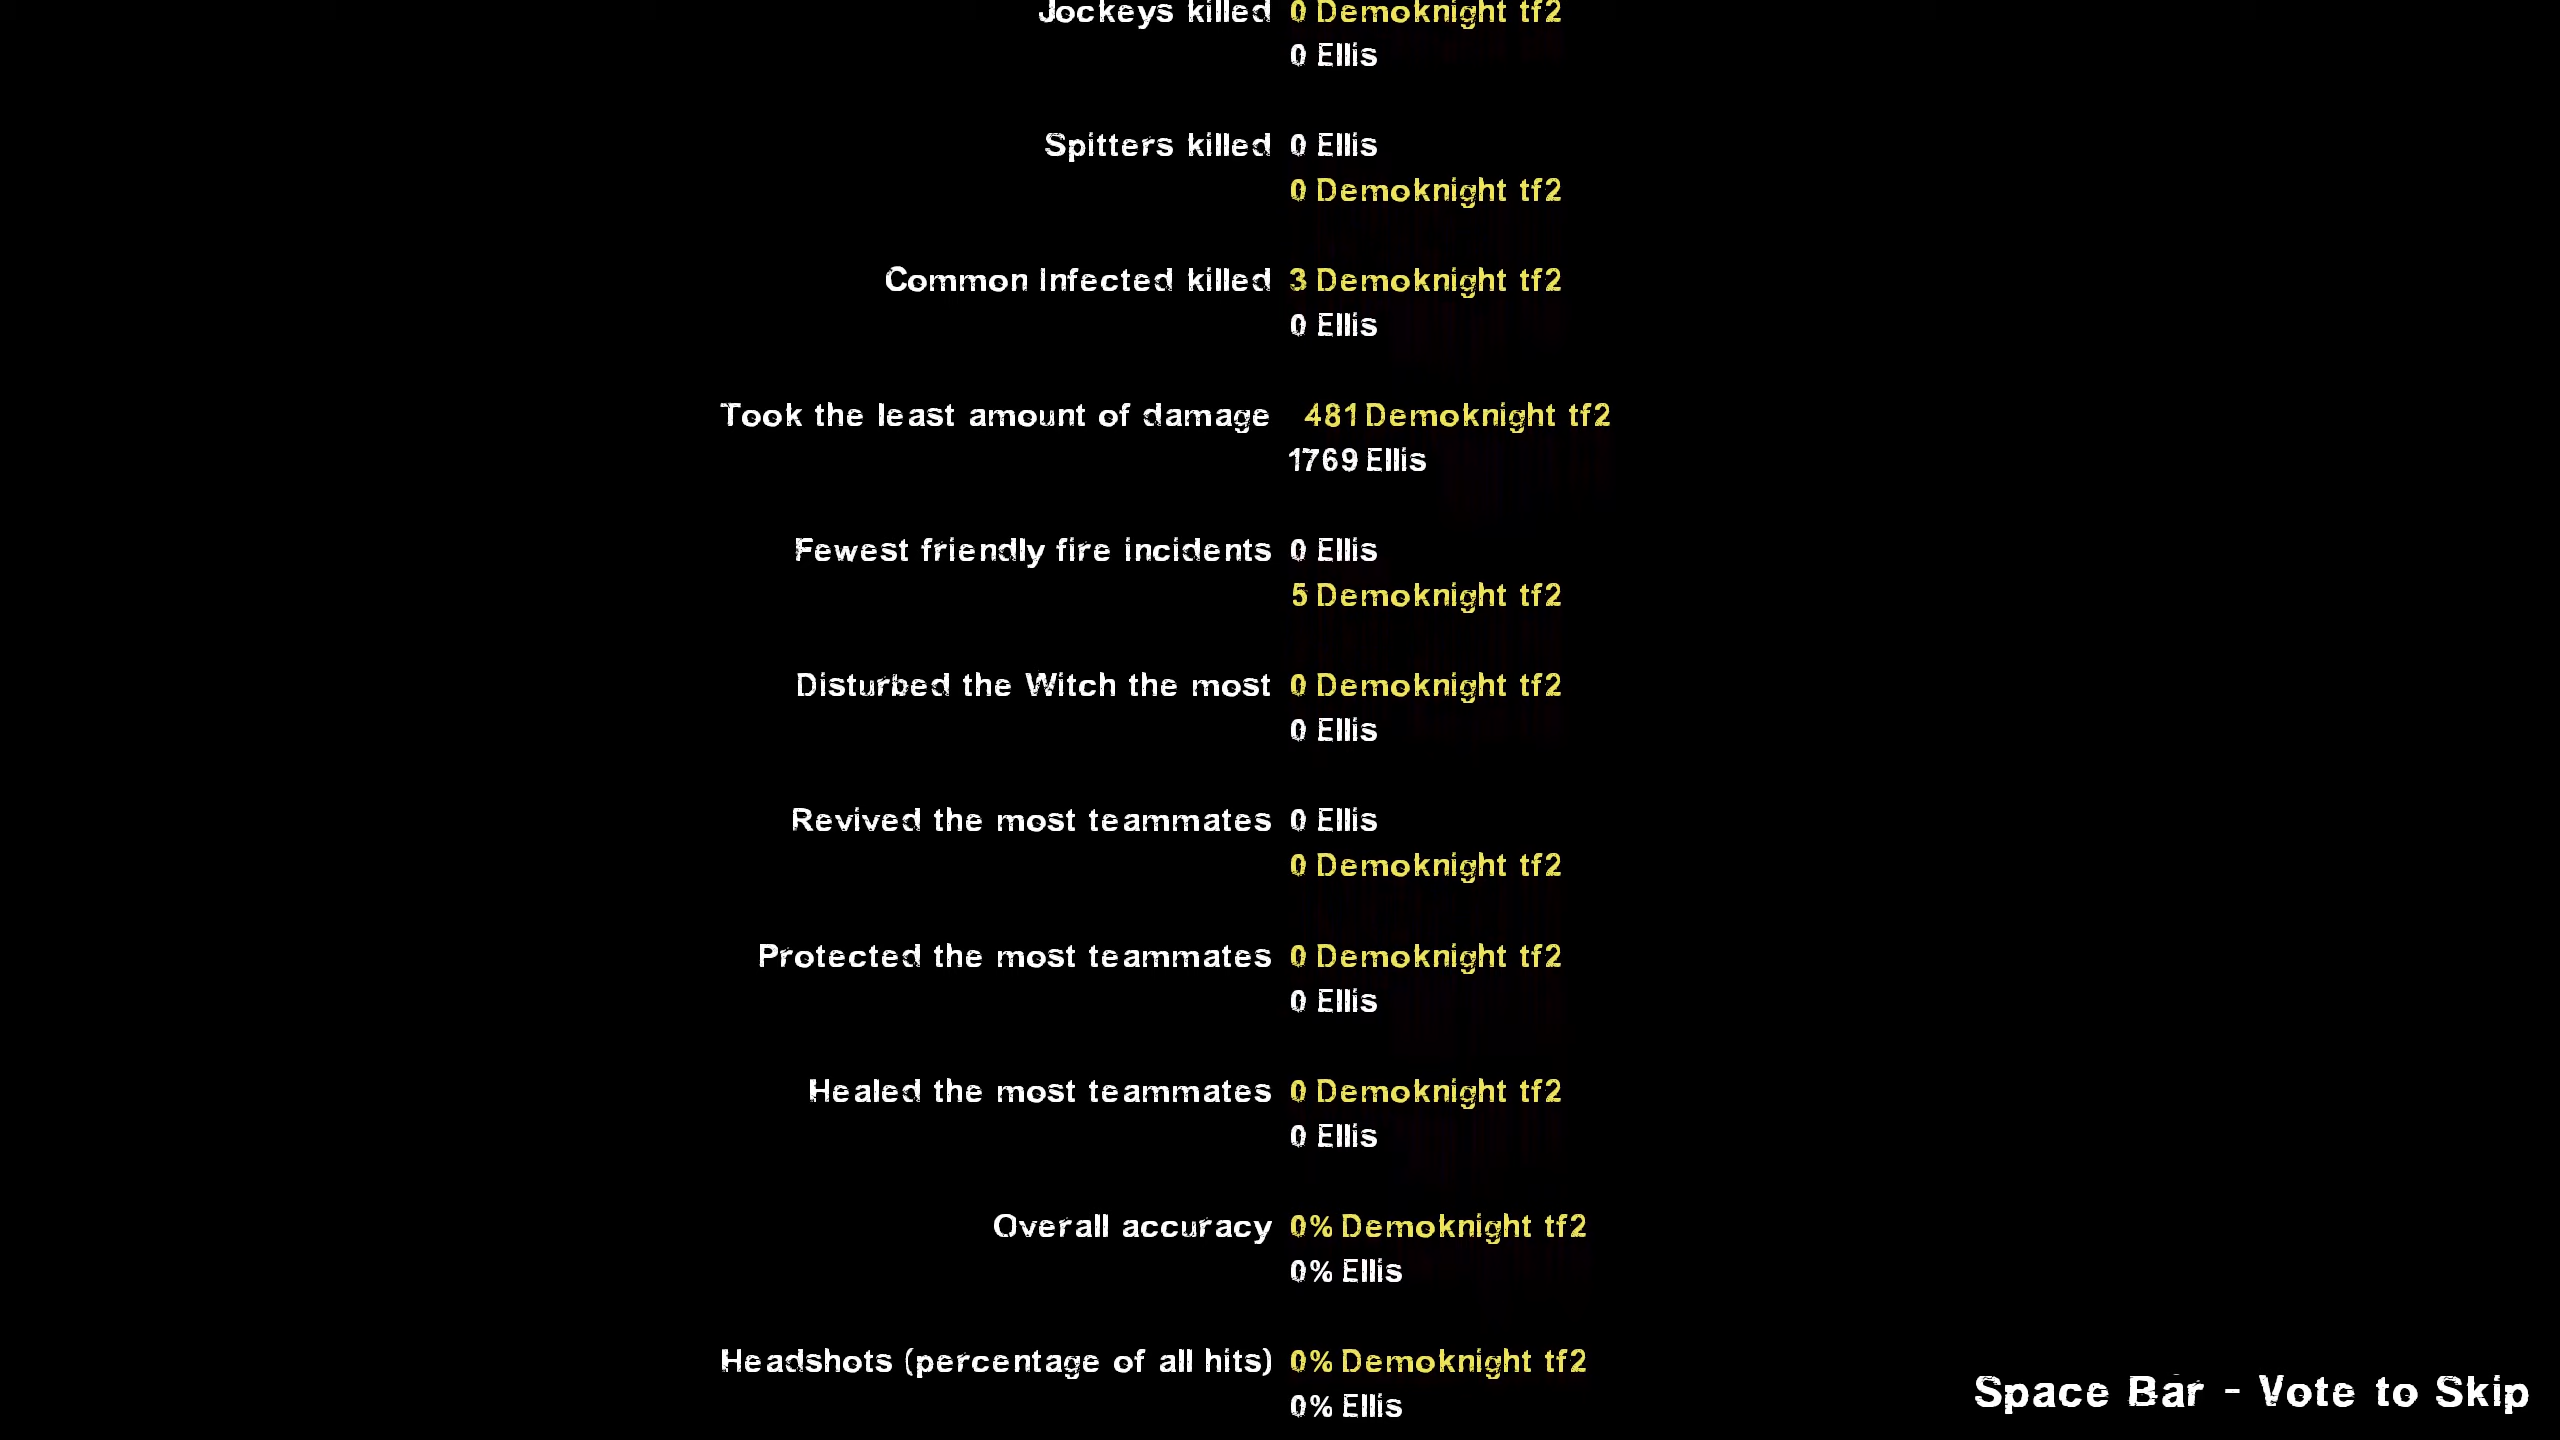 Jockeys killed 0 Demoknight tf2
0 Ellis
Spitters killed 0 Ellis
0 Demoknight tf2
Common Infected killed 3 Demoknight tf2
0 Ellis
Took the least amount of damage 481 Demoknight tf2
1769 Ellis
Fewest friendly fire incidents 0 Ellis
5 Demoknight tf2
Disturbed the Witch the most 0 Demoknight tf2
0 Ellis
Revived the most teammates 0 Ellis
0 Demoknight tf2
Protected the most teammates 0 Demoknight tf2
0 Ellis
Healed the most teammates 0 Demoknight tf2
0 Ellis
Overall accuracy 0% Demoknight tf2
0% Ellis
Headshots (percentage of all hits) 0% Demoknight tf2
0% Ellis
Space Bar - Vote to Skip